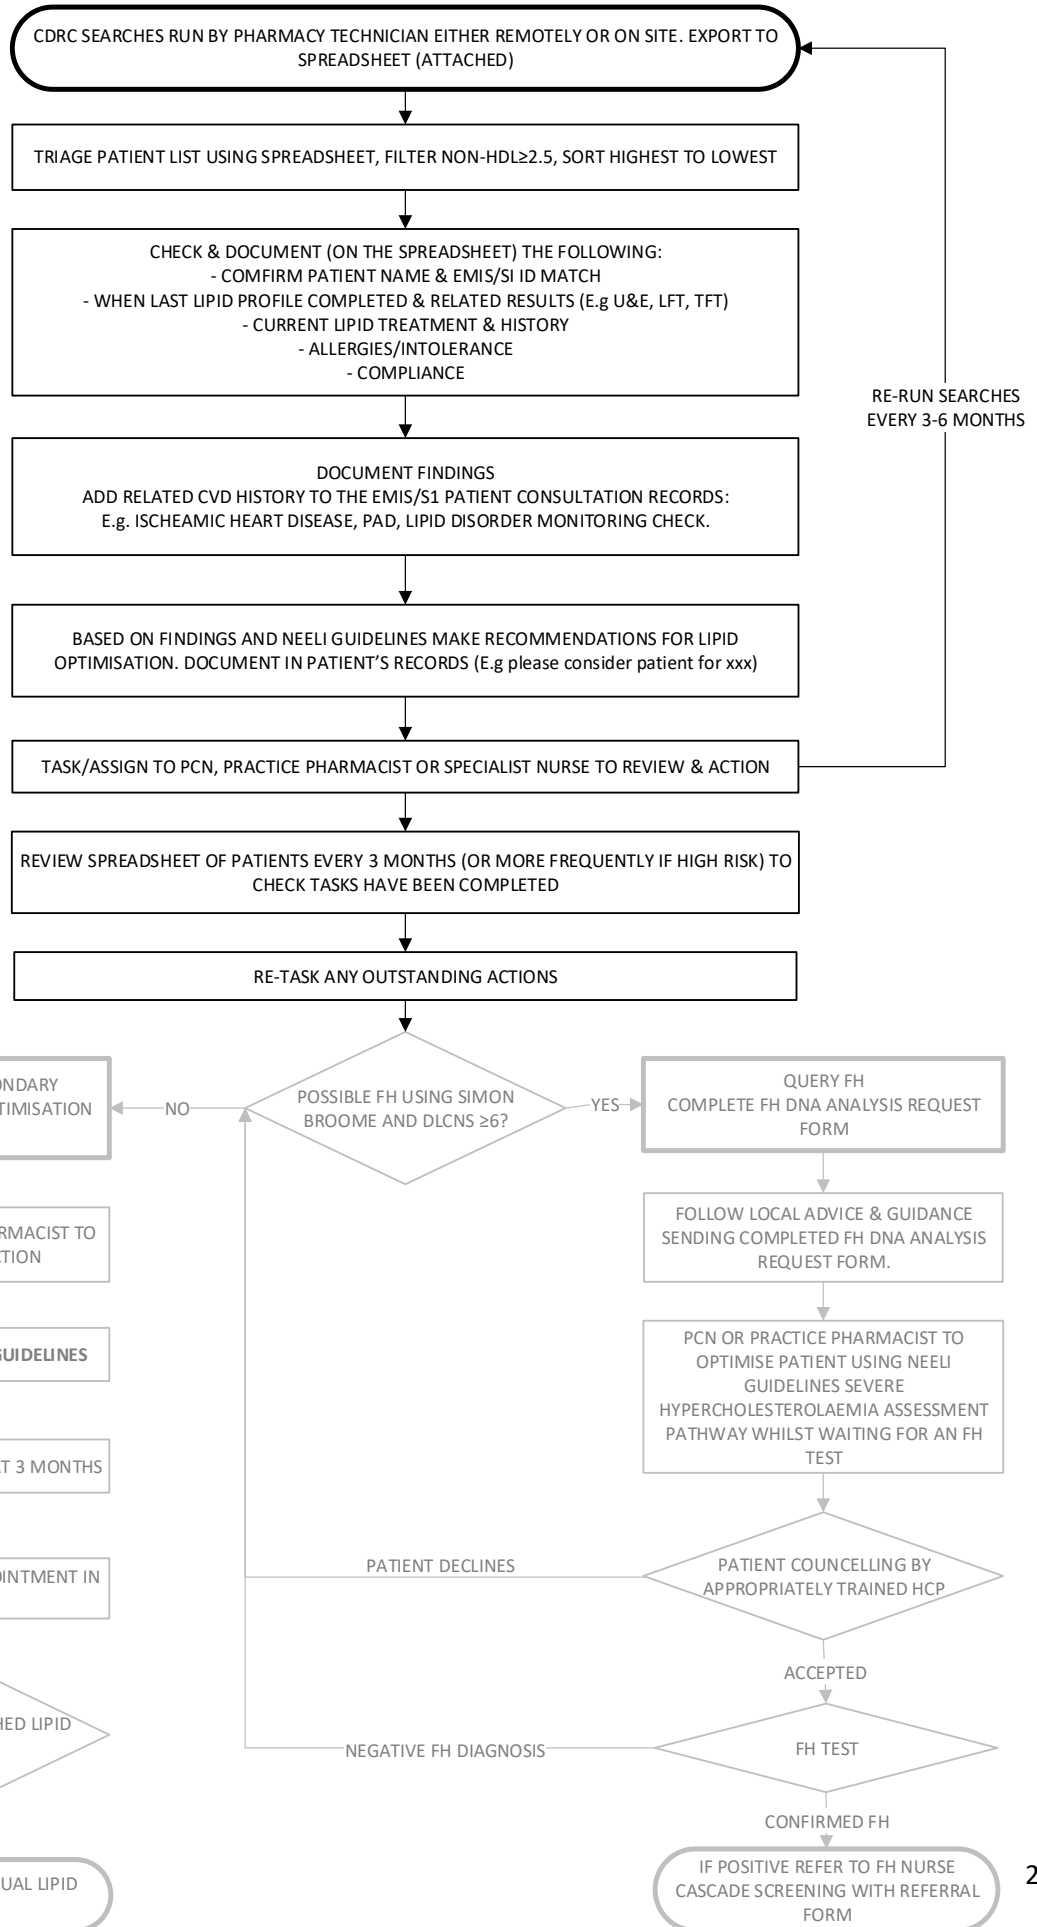 CDRC SEARCHES RUN BY PHARMACY TECHNICIAN EITHER REMOTELY OR ON SITE. EXPORT TO
SPREADSHEET (ATTACHED)
TRIAGE PATIENT LIST USING SPREADSHEET, FILTER NON-HDL≥2.5, SORT HIGHEST TO LOWEST
CHECK & DOCUMENT (ON THE SPREADSHEET) THE FOLLOWING:
- COMFIRM PATIENT NAME & EMIS/SI ID MATCH
- WHEN LAST LIPID PROFILE COMPLETED & RELATED RESULTS (E.g U&E, LFT, TFT)
- CURRENT LIPID TREATMENT & HISTORY
- ALLERGIES/INTOLERANCE
- COMPLIANCE
RE-RUN SEARCHES
EVERY 3-6 MONTHS
DOCUMENT FINDINGS
ADD RELATED CVD HISTORY TO THE EMIS/S1 PATIENT CONSULTATION RECORDS:
E.g. ISCHEAMIC HEART DISEASE, PAD, LIPID DISORDER MONITORING CHECK.
BASED ON FINDINGS AND NEELI GUIDELINES MAKE RECOMMENDATIONS FOR LIPID
OPTIMISATION. DOCUMENT IN PATIENT'S RECORDS (E.g please consider patient for xxx)
TASK/ASSIGN TO PCN, PRACTICE PHARMACIST OR SPECIALIST NURSE TO REVIEW & ACTION
REVIEW SPREADSHEET OF PATIENTS EVERY 3 MONTHS (OR MORE FREQUENTLY IF HIGH RISK) TO
CHECK TASKS HAVE BEEN COMPLETED
RE-TASK ANY OUTSTANDING ACTIONS
ONDARY
TIMISATION
NO
POSSIBLE FH USING SIMON
BROOME AND DLCNS ≥6?
YES
QUERY FH
COMPLETE FH DNA ANALYSIS REQUEST
FORM
RMACIST TO
CTION
FOLLOW LOCAL ADVICE & GUIDANCE
SENDING COMPLETED FH DNA ANALYSIS
REQUEST FORM.
GUIDELINES
PCN OR PRACTICE PHARMACIST TO
OPTIMISE PATIENT USING NEELI
GUIDELINES SEVERE
HYPERCHOLESTEROLAEMIA ASSESSMENT
PATHWAY WHILST WAITING FOR AN FH
TEST
AT 3 MONTHS
OINTMENT IN
PATIENT DECLINES
PATIENT COUNCELLING BY
APPROPRIATELY TRAINED HCP
ACCEPTED
HED LIPID
NEGATIVE FH DIAGNOSIS
FH TEST
CONFIRMED FH
UAL LIPID
IF POSITIVE REFER TO FH NURSE
CASCADE SCREENING WITH REFERRAL
FORM
2